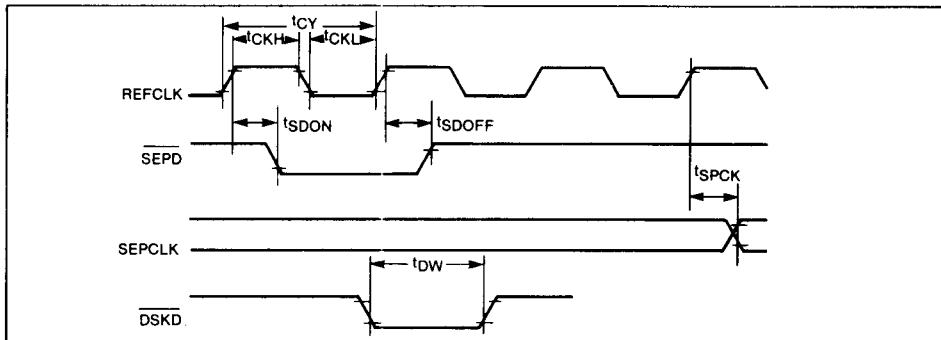 tCY
tCKH tCKL
REFCLK
tSDON tSDOFF
SEPD
tSPCK
SEPCLK
tDW
DSKD